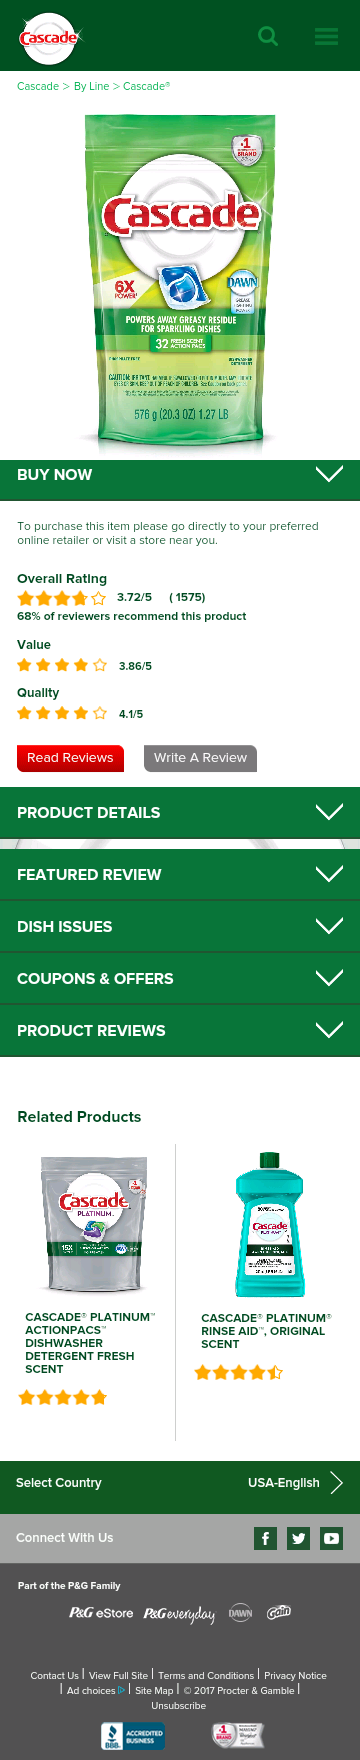 Cascade
Cascade > By Line > Cascade®
#1
BRAND
Cascade
6X
POWER
DAWN
GREASE
FIGHTING
POWER
POWERS AWAY GREASY RESIDUE
FOR SPARKLING DISHES
32 FRESH SCENT
ACTION PACS
DISHWASHER
DETERGENT
576 g (20.3 OZ) 1.27 LB
BUY NOW
To purchase this item please go directly to your preferred
online retailer or visit a store near you.
Overall Rating
3.72/5 ( 1575)
68% of reviewers recommend this product
Value
3.86/5
Quality
4.1/5
Read Reviews Write A Review
PRODUCT DETAILS
FEATURED REVIEW
DISH ISSUES
COUPONS & OFFERS
PRODUCT REVIEWS
Related Products
Cascade
PLATINUM
Cascade
PLATINUM
CASCADE® PLATINUM™
ACTIONPACS™
DISHWASHER
DETERGENT FRESH
SCENT
CASCADE® PLATINUM®
RINSE AID™, ORIGINAL
SCENT
Select Country USA-English
Connect With Us
Part of the P&G Family
P&G eStore P&G everyday DAWN Gain
Contact Us | View Full Site | Terms and Conditions | Privacy Notice
| Ad choices | Site Map | © 2017 Procter & Gamble |
Unsubscribe
BBB ACCREDITED
BUSINESS